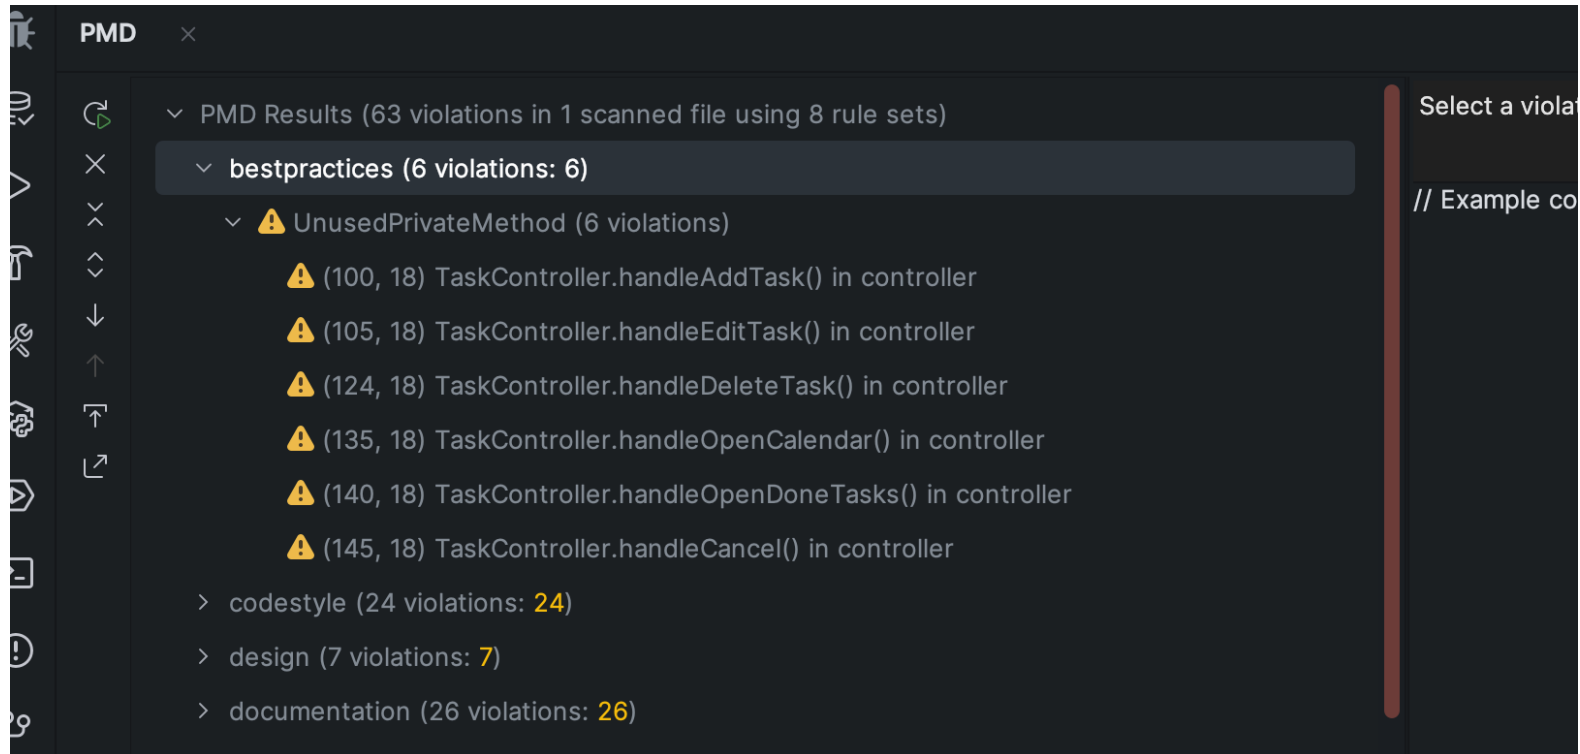 PMD
PMD Results (63 violations in 1 scanned file using 8 rule sets)
bestpractices (6 violations: 6)
UnusedPrivateMethod (6 violations)
(100, 18) TaskController.handleAddTask() in controller
(105, 18) TaskController.handleEditTask() in controller
(124, 18) TaskController.handleDeleteTask() in controller
(135, 18) TaskController.handleOpenCalendar() in controller
(140, 18) TaskController.handleOpenDoneTasks() in controller
(145, 18) TaskController.handleCancel() in controller
codestyle (24 violations: 24)
design (7 violations: 7)
documentation (26 violations: 26)
Select a
// Example